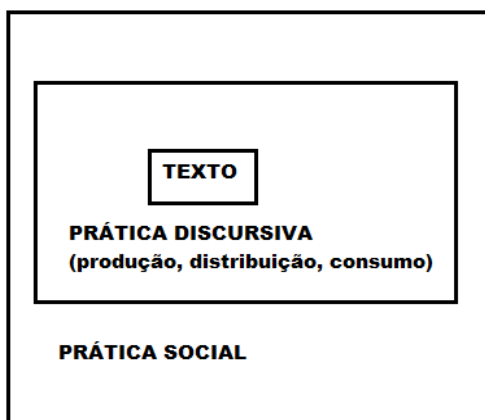 TEXTO
PRÁTICA DISCURSIVA
(produção, distribuição, consumo)
PRÁTICA SOCIAL